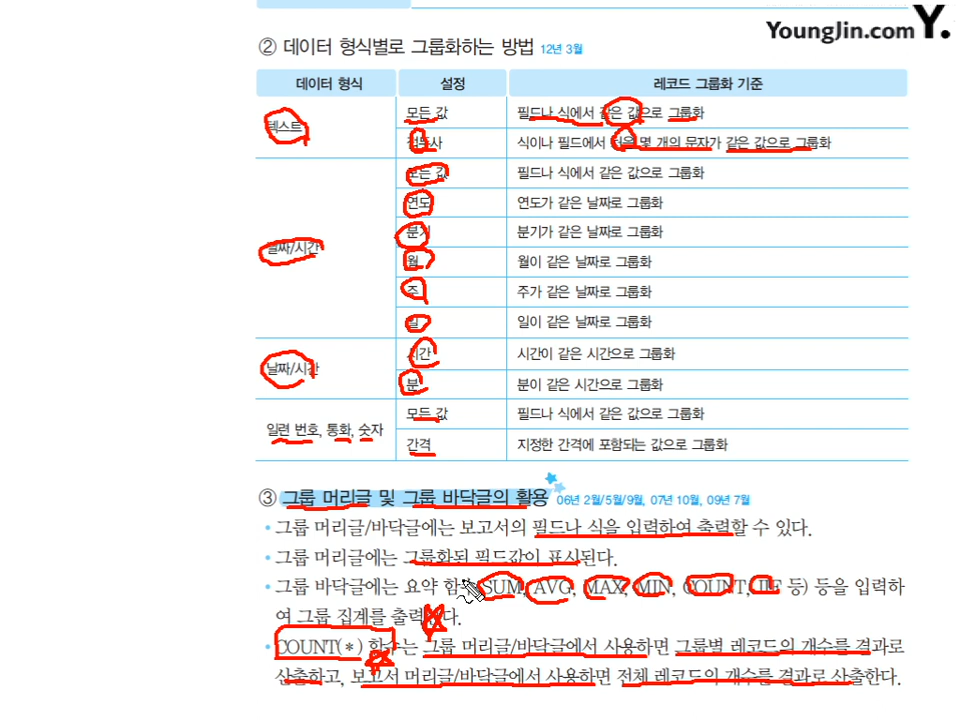 YoungJin.com Y.
② 데이터 형식별로 그룹화하는 방법 12년 3월
데이터 형식 설정 레코드 그룹화 기준
텍스트 모든 값 필드나 식에서 같은 값으로 그룹화
접두사 식이나 필드에서 처음 몇 개의 문자가 같은 값으로 그룹화
날짜/시간 모든 값 필드나 식에서 같은 값으로 그룹화
연도 연도가 같은 날짜로 그룹화
분기 분기가 같은 날짜로 그룹화
월 월이 같은 날짜로 그룹화
주 주가 같은 날짜로 그룹화
일 일이 같은 날짜로 그룹화
날짜/시간 시간 시간이 같은 시간으로 그룹화
분 분이 같은 시간으로 그룹화
일련 번호, 통화, 숫자 모든 값 필드나 식에서 같은 값으로 그룹화
간격 지정한 간격에 포함되는 값으로 그룹화
③ 그룹 머리글 및 그룹 바닥글의 활용 06년 2월/5월/9월, 07년 10월, 09년 7월
• 그룹 머리글/바닥글에는 보고서의 필드나 식을 입력하여 출력할 수 있다.
• 그룹 머리글에는 그룹화된 필드값이 표시된다.
• 그룹 바닥글에는 요약 함수(SUM, AVG, MAX, MIN, COUNT, IIF 등) 등을 입력하
여 그룹 집계를 출력한다.
• COUNT(*) 함수는 그룹 머리글/바닥글에서 사용하면 그룹별 레코드의 개수를 결과로
산출하고, 보고서 머리글/바닥글에서 사용하면 전체 레코드의 개수를 결과로 산출한다.